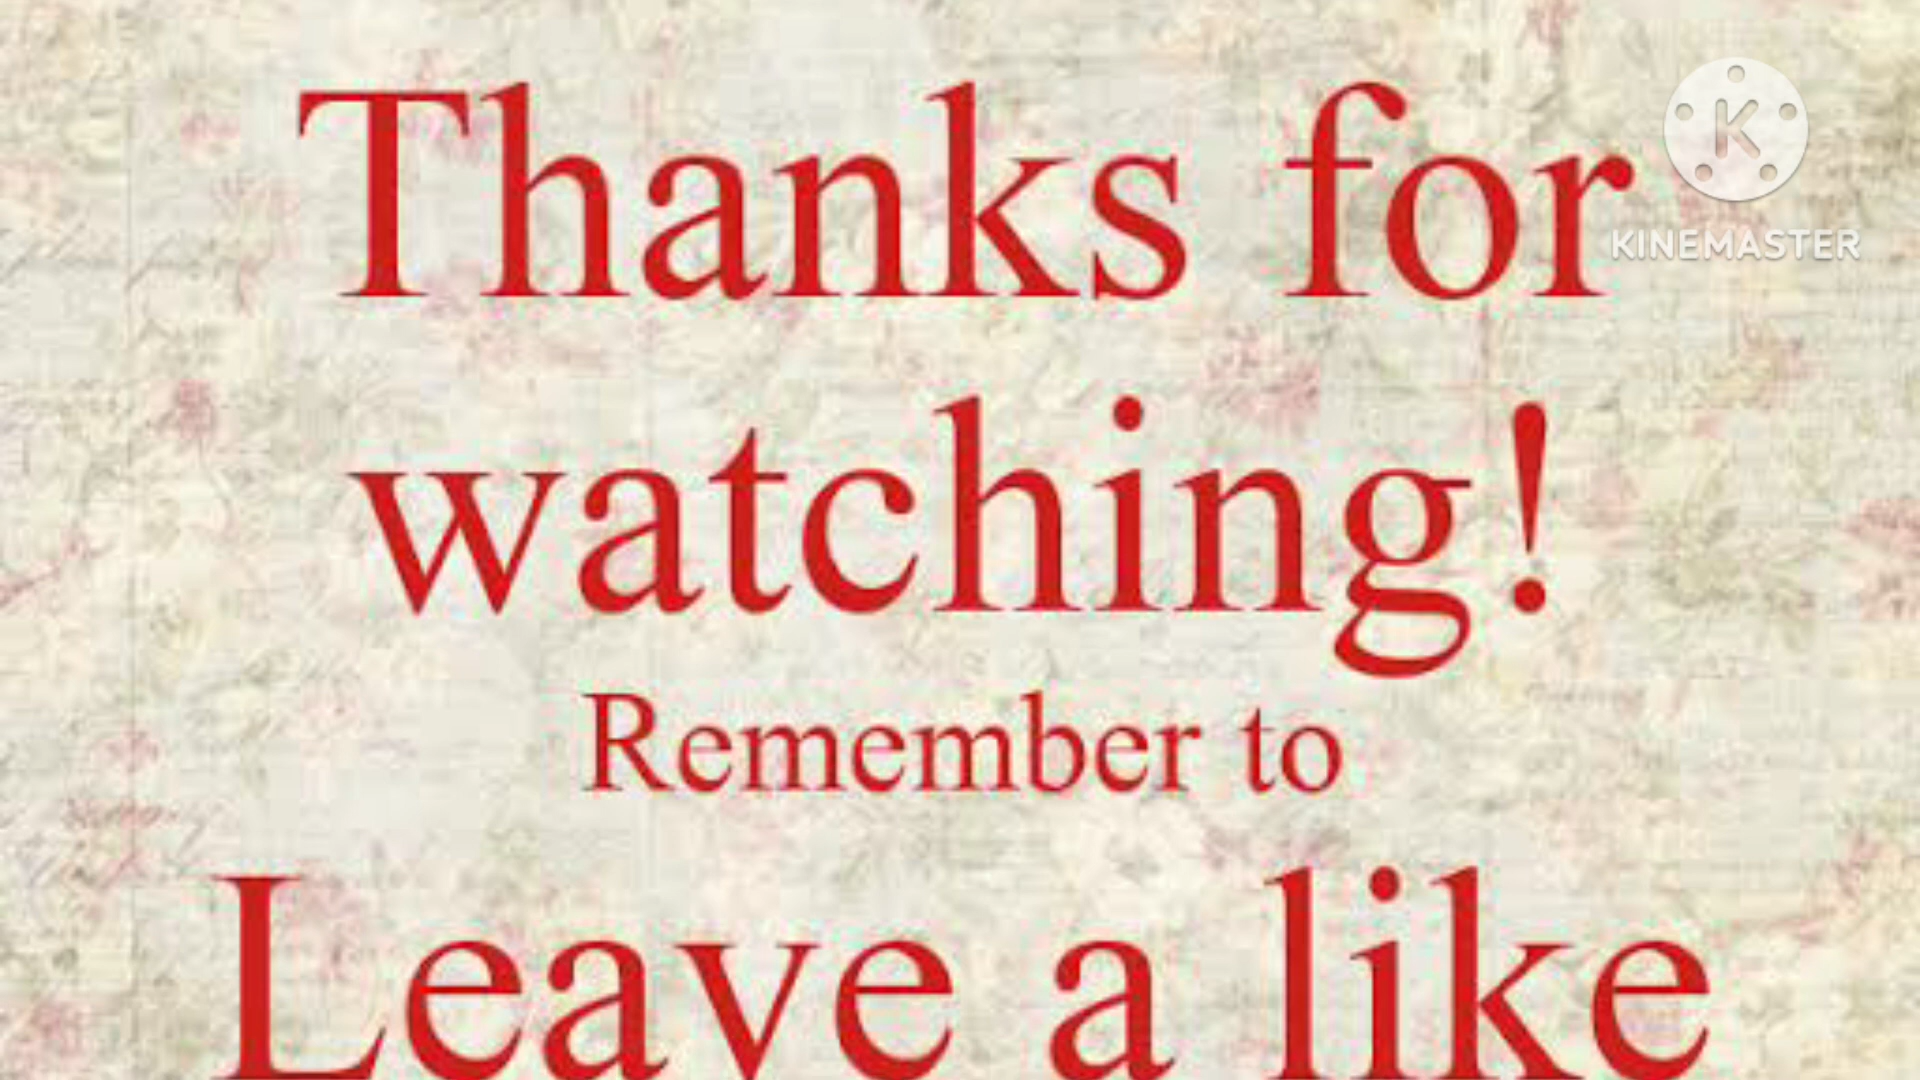 Thanks for
K
KINEMASTER
watching!
Remember to
Leave a like